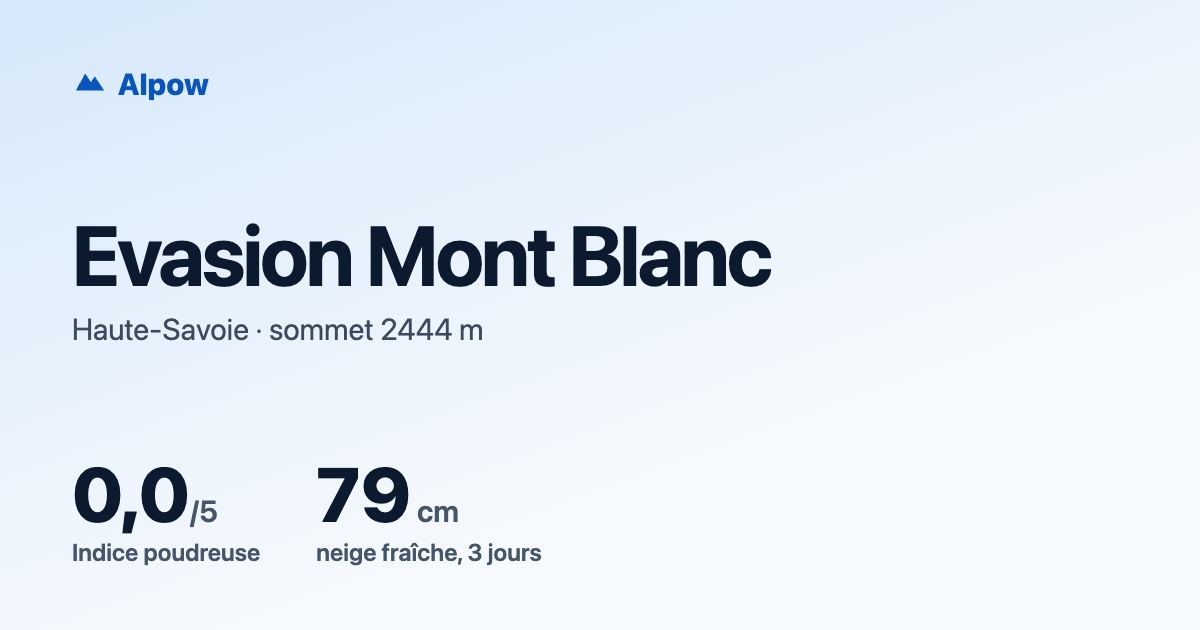 Alpow
Evasion Mont Blanc
Haute-Savoie · sommet 2444 m
0,0/5 79 cm
Indice poudreuse neige fraîche, 3 jours